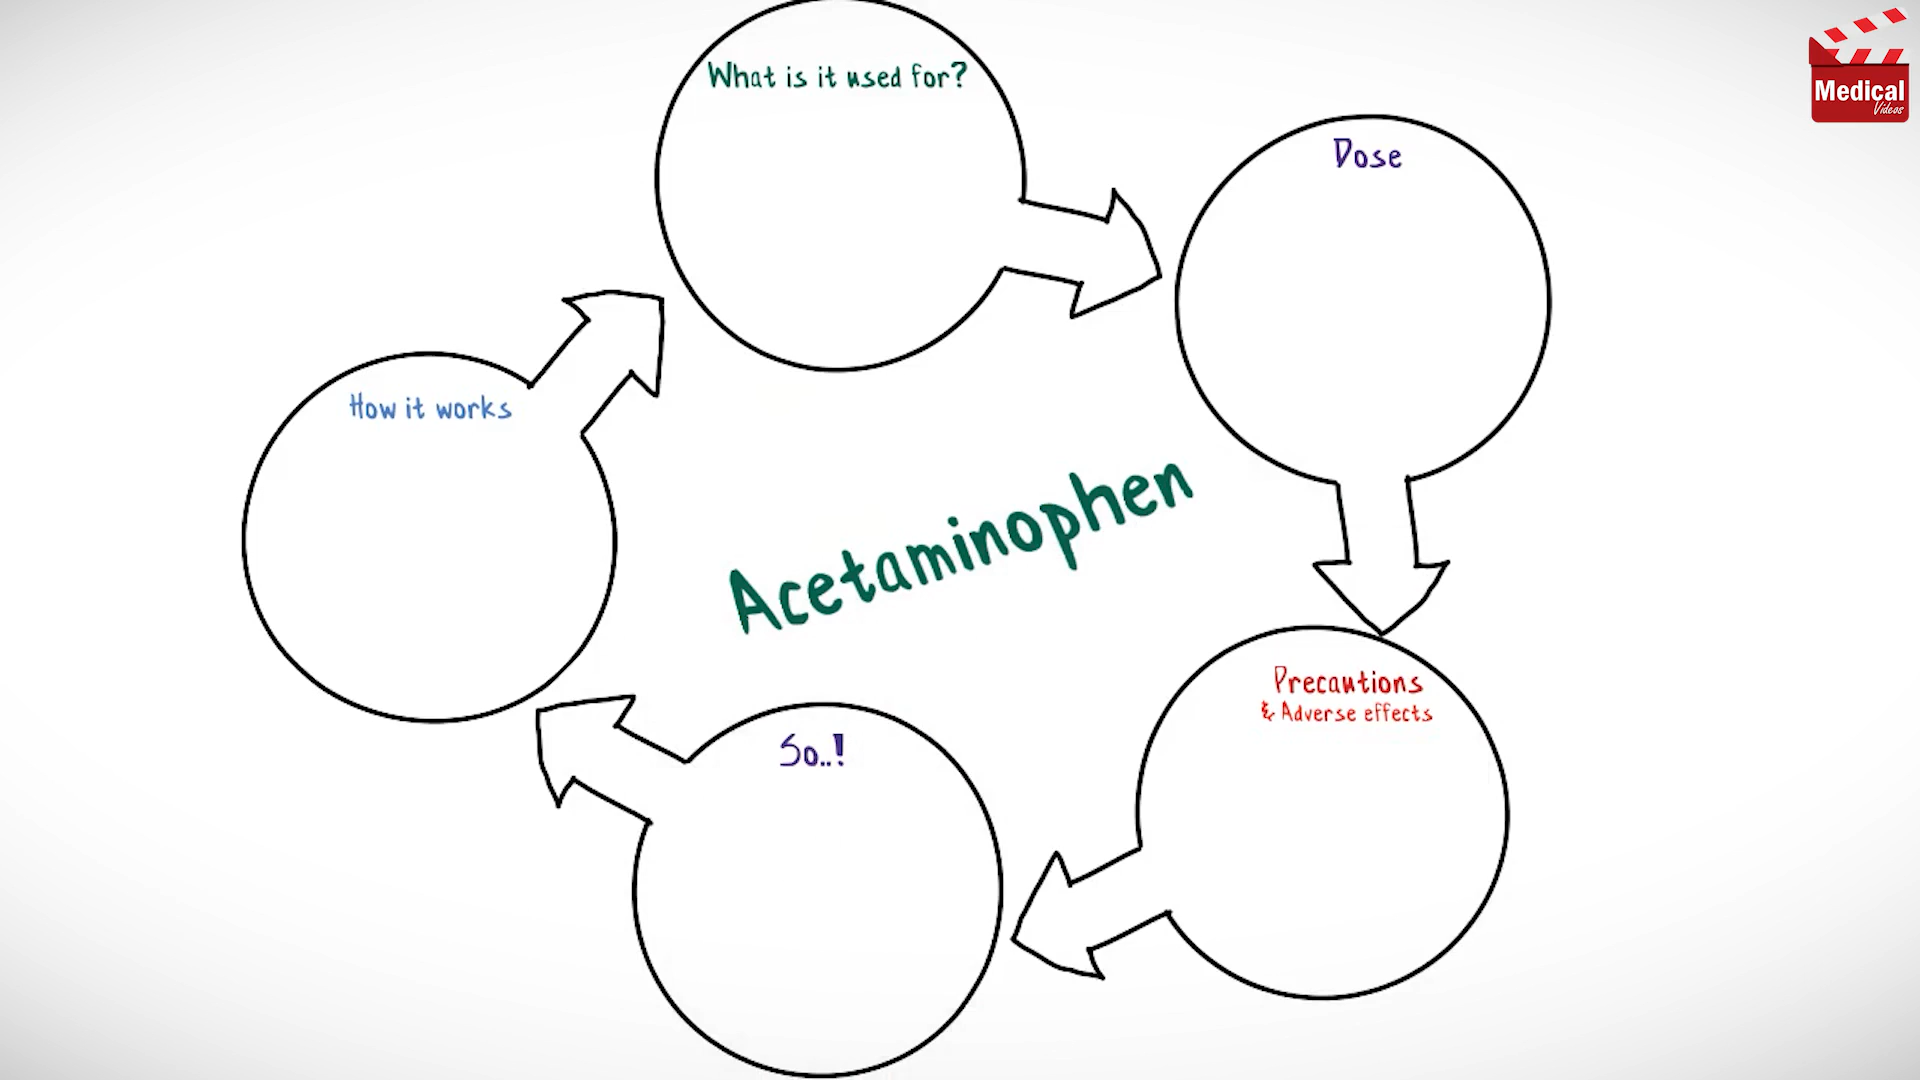 Medical
Videos
What is it used for?
Dose
How it works
Acetaminophen
Precautions
& Adverse effects
So..!